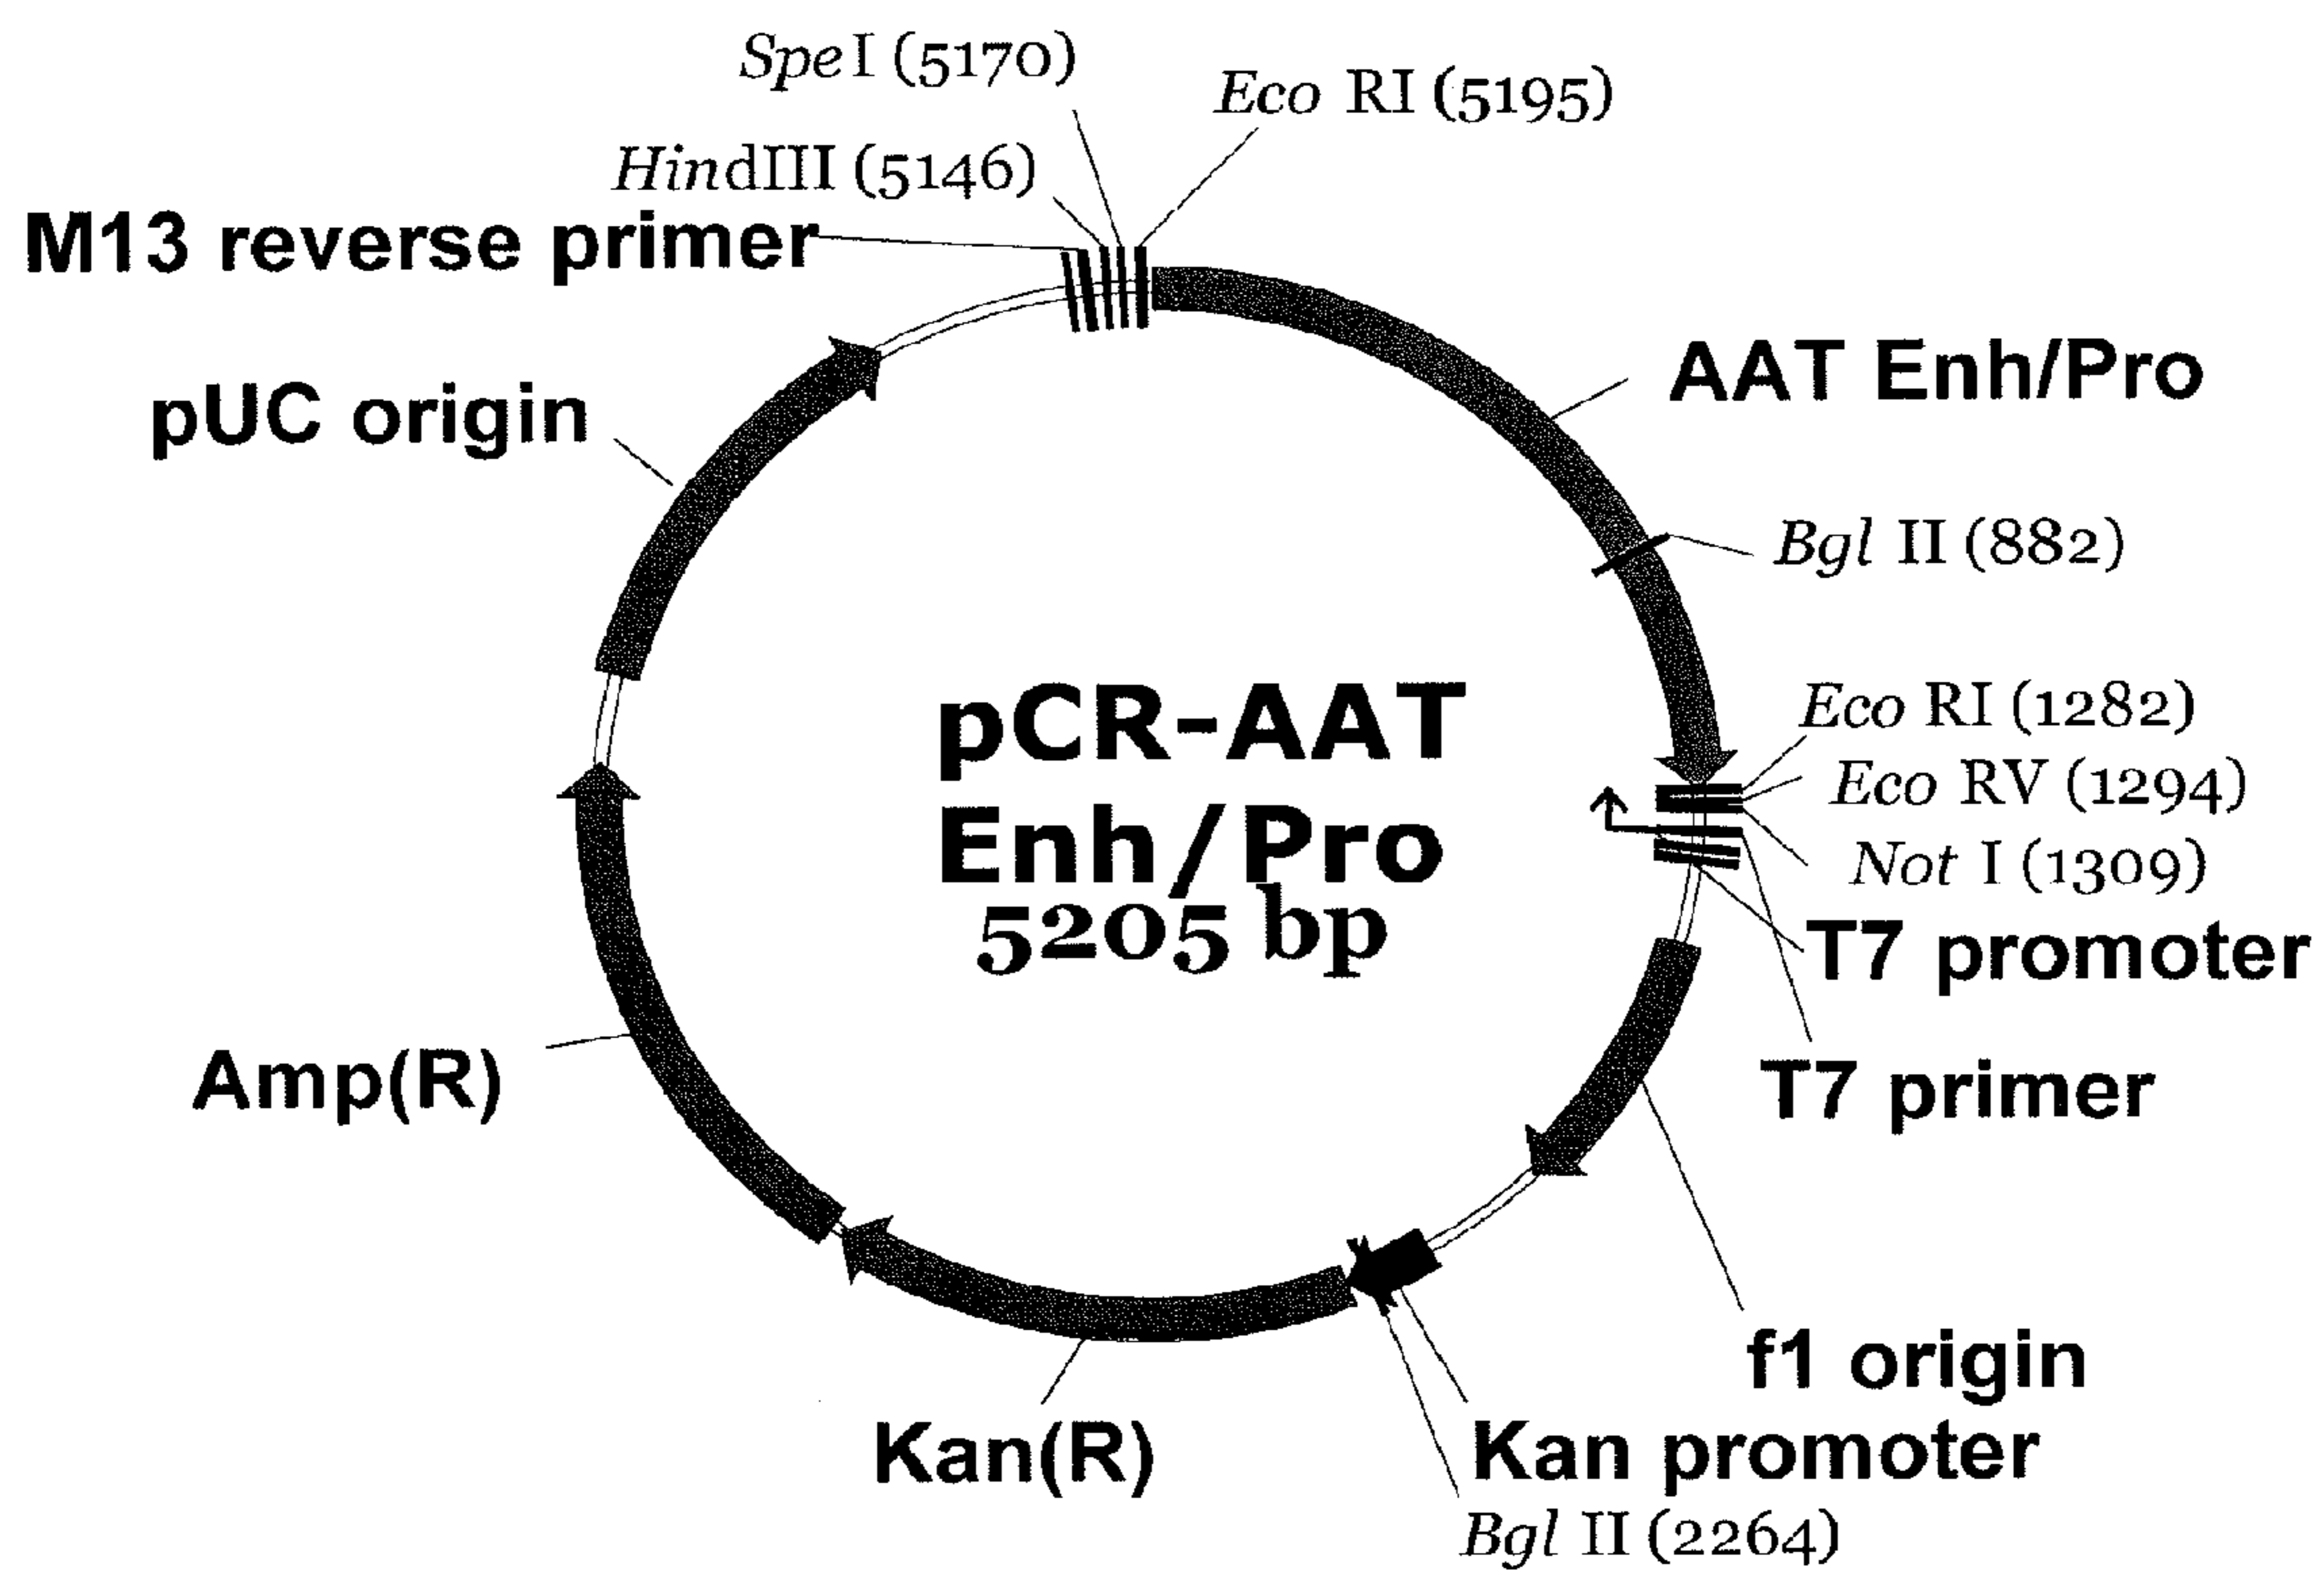 SpeI (5170)
Eco RI (5195)
HindIII (5146)
M13 reverse primer
AAT Enh/Pro
pUC origin
Bgl II (882)
Eco RI (1282)
pCR-AAT
Enh/Pro
5205 bp
Eco RV (1294)
Not I (1309)
T7 promoter
T7 primer
Amp(R)
f1 origin
Kan(R)
Kan promoter
Bgl II (2264)